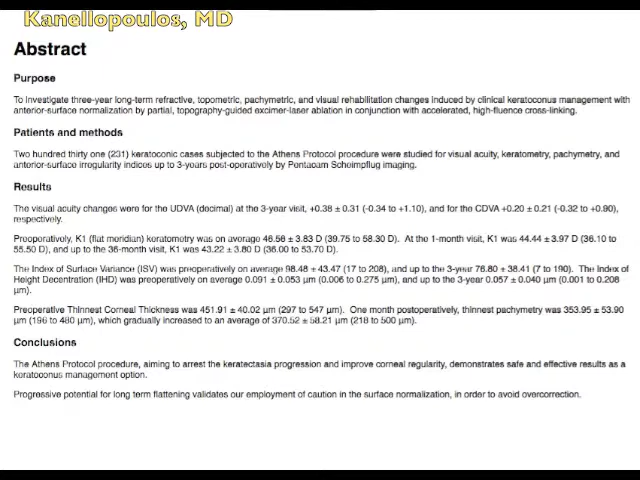 Kanellopoulos, MD
Abstract
Purpose
To investigate three-year long-term refractive, topometric, pachymetric, and visual rehabilitation changes induced by clinical keratoconus management with
anterior-surface normalization by partial, topography-guided excimer-laser ablation in conjunction with accelerated, high-fluence cross-linking.
Patients and methods
Two hundred thirty one (231) keratoconic cases subjected to the Athens Protocol procedure were studied for visual acuity, keratometry, pachymetry, and
anterior-surface irregularity indices up to 3-years post-operatively by Pentacam Scheimpflug imaging.
Results
The visual acuity changes were for the UDVA (decimal) at the 3-year visit, +0.38 ± 0.31 (-0.34 to +1.10), and for the CDVA +0.20 ± 0.21 (-0.32 to +0.90),
respectively.
Preoperatively, K1 (flat meridian) keratometry was on average 46.56 ± 3.83 D (39.75 to 58.30 D). At the 1-month visit, K1 was 44.44 ± 3.97 D (36.10 to
55.50 D), and up to the 36-month visit, K1 was 43.22 ± 3.80 D (36.00 to 53.70 D).
The Index of Surface Variance (ISV) was preoperatively on average 98.48 ± 43.47 (17 to 208), and up to the 3-year 76.80 ± 38.41 (7 to 190). The Index of
Height Decentration (IHD) was preoperatively on average 0.091 ± 0.053 μm (0.006 to 0.275 μm), and up to the 3-year 0.057 ± 0.040 μm (0.001 to 0.208
μm).
Preoperative Thinnest Corneal Thickness was 451.91 ± 40.02 μm (297 to 547 μm). One month postoperatively, thinnest pachymetry was 353.95 ± 53.90
μm (196 to 480 μm), which gradually increased to an average of 370.52 ± 58.21 μm (218 to 500 μm).
Conclusions
The Athens Protocol procedure, aiming to arrest the keratectasia progression and improve corneal regularity, demonstrates safe and effective results as a
keratoconus management option.
Progressive potential for long term flattening validates our employment of caution in the surface normalization, in order to avoid overcorrection.